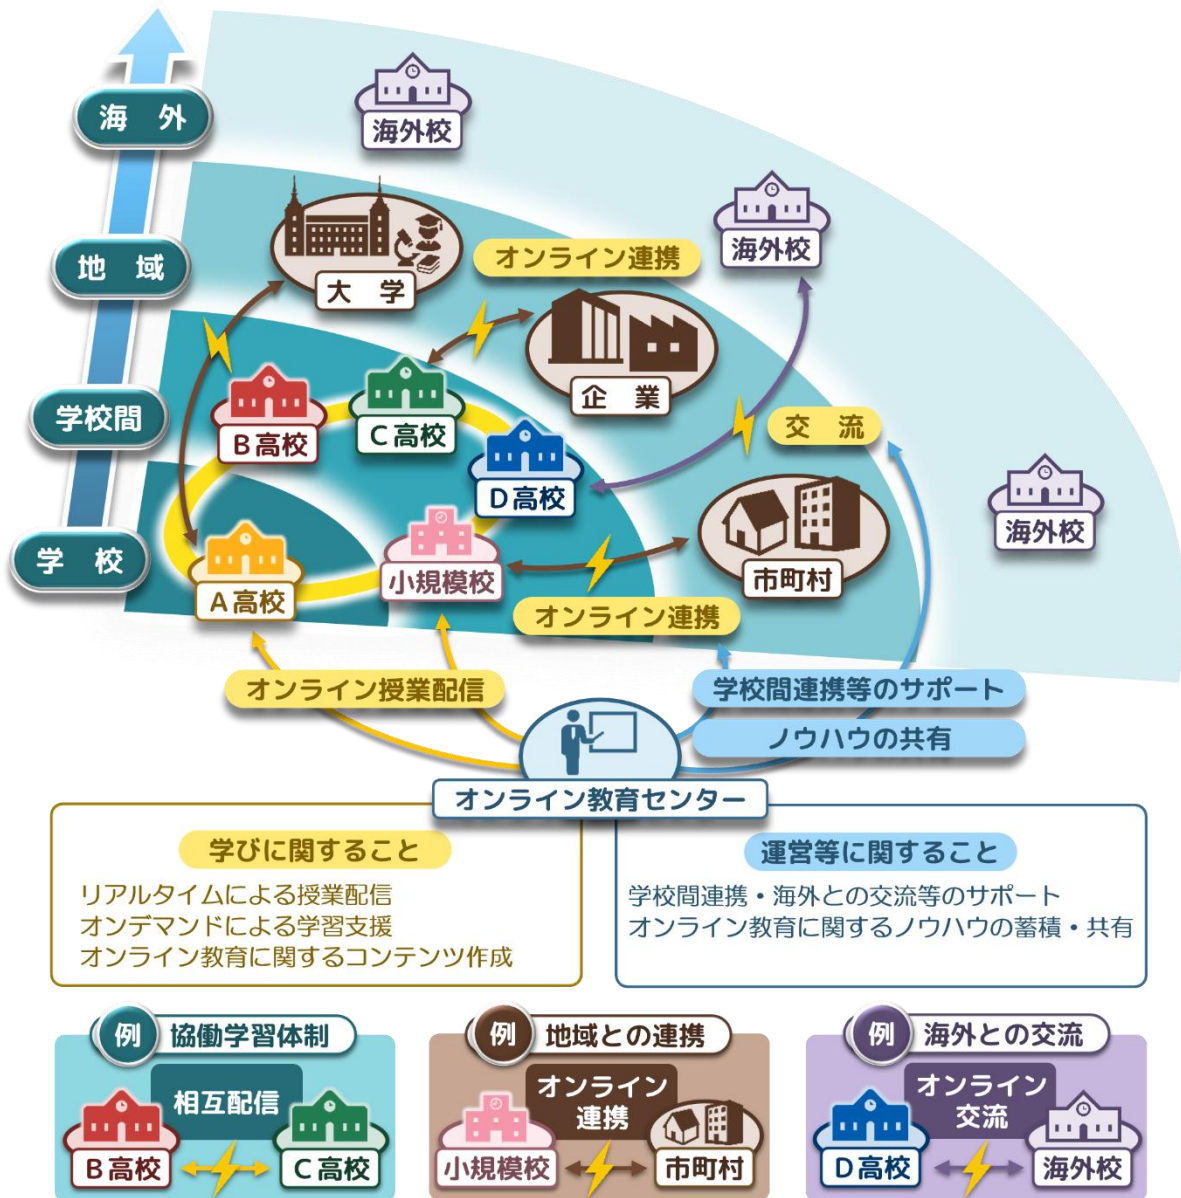 海　外
海外校
海外校
地　域
オンライン連携
大　学
企　業
学校間
B高校
C高校
交　流
D高校
海外校
学　校
A高校
小規模校
市町村
オンライン連携
オンライン授業配信
学校間連携等のサポート
ノウハウの共有
オンライン教育センター
学びに関すること
リアルタイムによる授業配信
オンデマンドによる学習支援
オンライン教育に関するコンテンツ作成
運営等に関すること
学校間連携・海外との交流等のサポート
オンライン教育に関するノウハウの蓄積・共有
例 協働学習体制
相互配信
B高校
C高校
例 地域との連携
オンライン
連携
小規模校
市町村
例 海外との交流
オンライン
交流
D高校
海外校